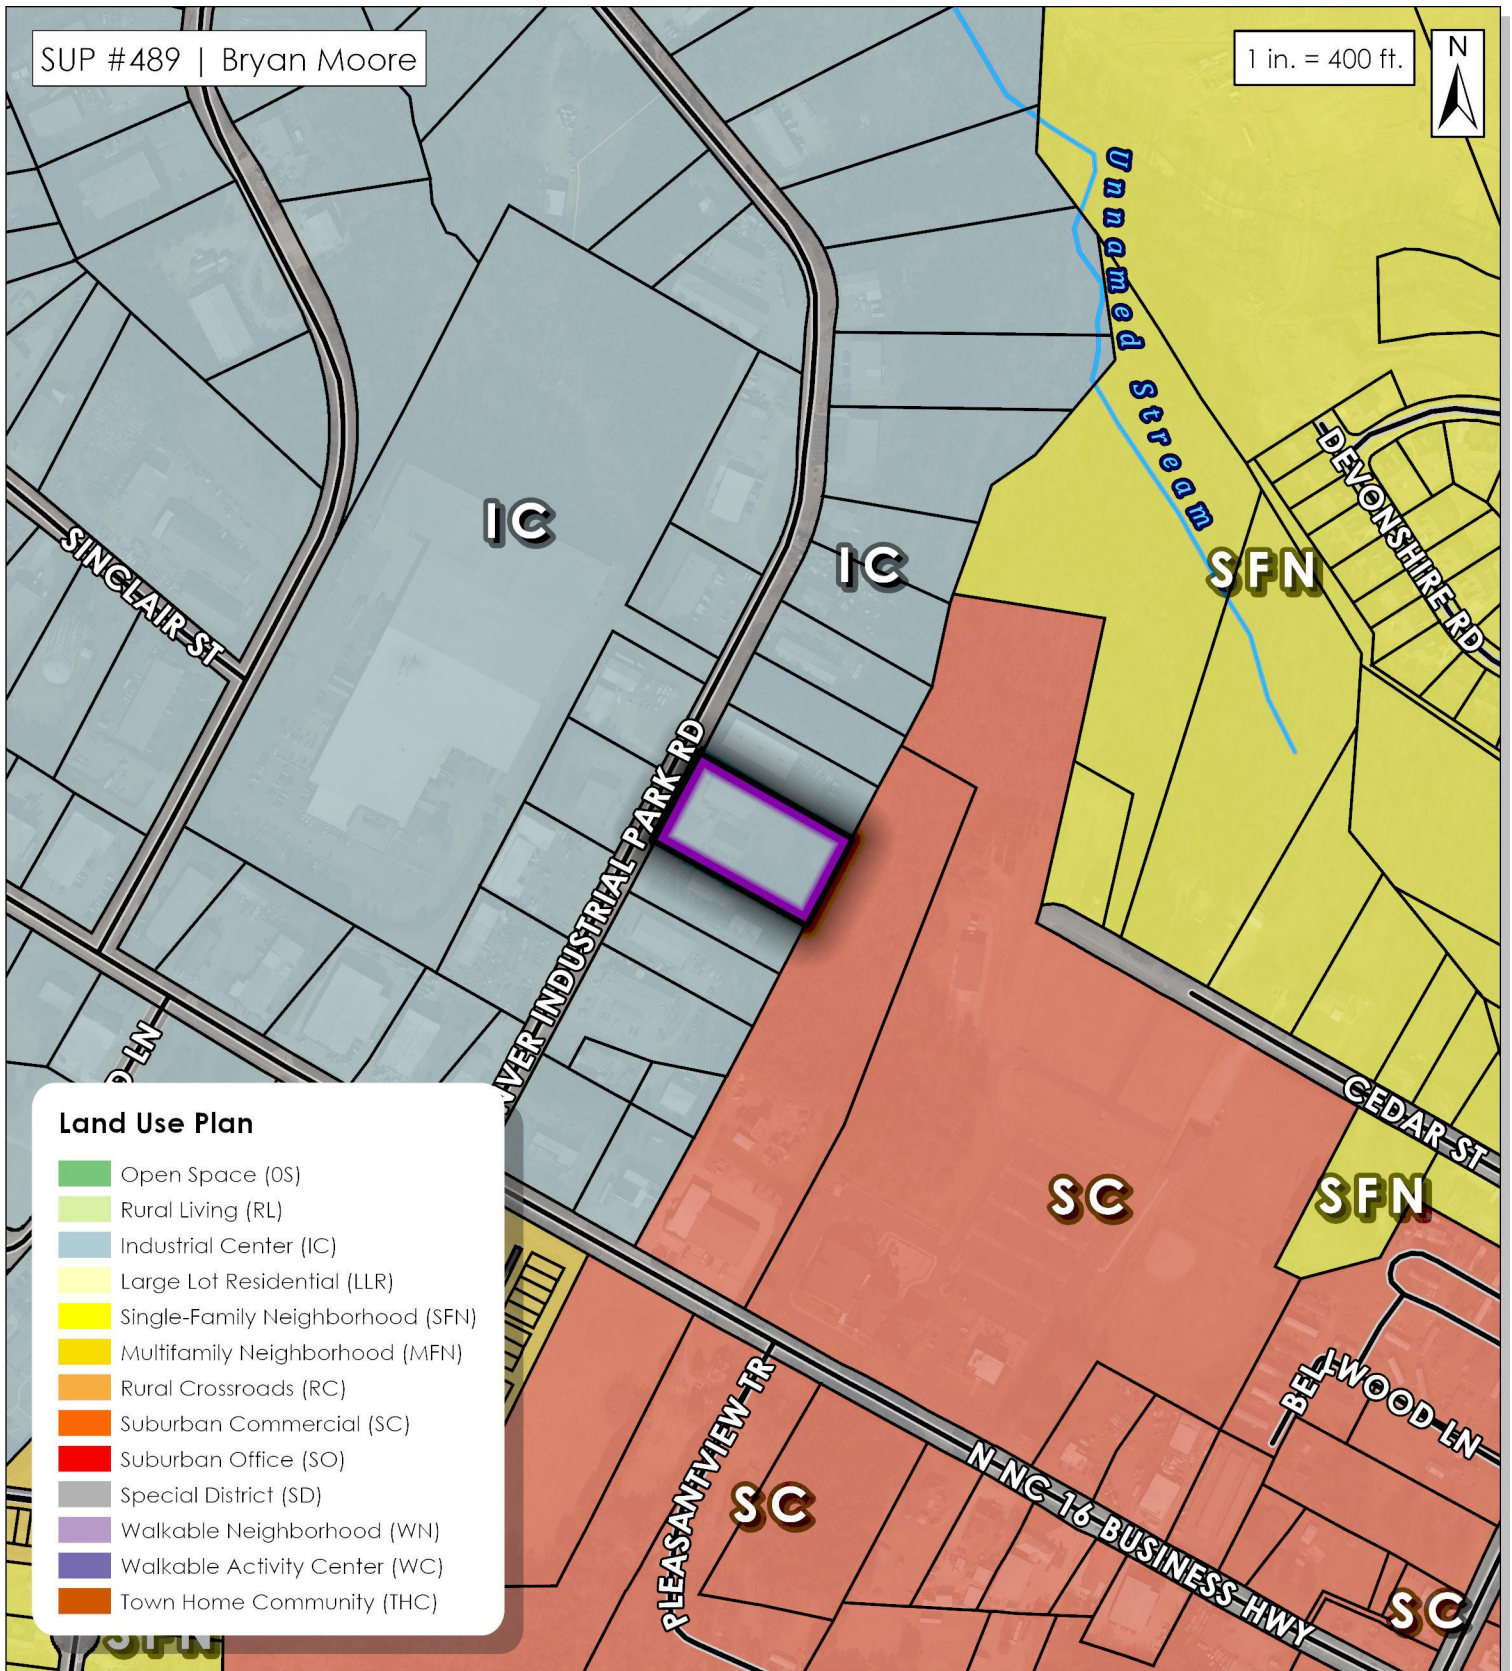 SUP #489 | Bryan Moore
1 in. = 400 ft.
N
Unnamed Stream
DEVONSHIRE RD
IC
IC
SFN
SINCLAIR ST
INDUSTRIAL PARK RD
LN
CEDAR ST
SC
SFN
BELLWOOD LN
PLEASANTVIEW TR
SC
N NC 16 BUSINESS HWY
SC
SFN
Land Use Plan
Open Space (0S)
Rural Living (RL)
Industrial Center (IC)
Large Lot Residential (LLR)
Single-Family Neighborhood (SFN)
Multifamily Neighborhood (MFN)
Rural Crossroads (RC)
Suburban Commercial (SC)
Suburban Office (SO)
Special District (SD)
Walkable Neighborhood (WN)
Walkable Activity Center (WC)
Town Home Community (THC)